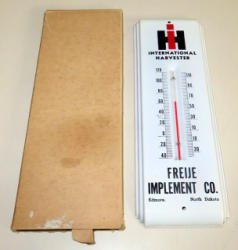 IH
INTERNATIONAL
HARVESTER
120
100
80
60
40
20
0
20
40
FREIJE
IMPLEMENT CO.
North Dakota